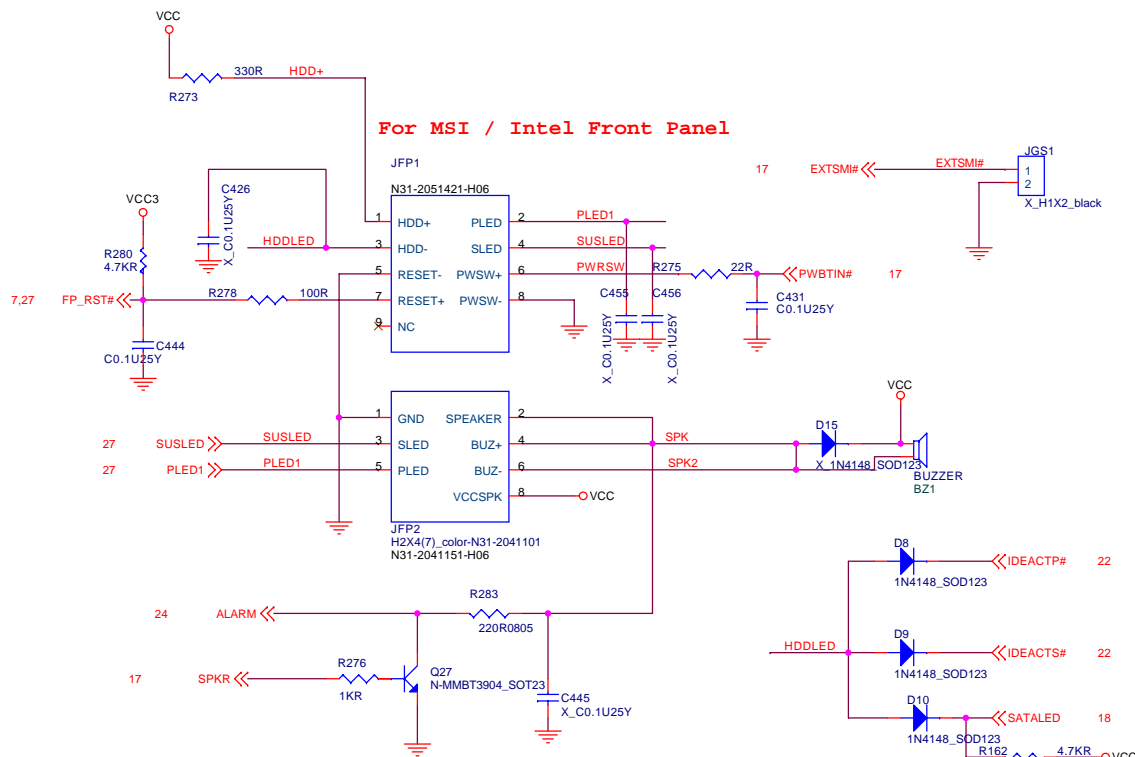 VCC
330R
HDD+
R273
For MSI / Intel Front Panel
JFP1
N31-2051421-H06
C426
X_C0.1U25Y
VCC3
R280
4.7KR
HDDLED
7,27
FP_RST#
R278
100R
C444
C0.1U25Y
1
HDD+
PLED
2
PLED1
3
HDD-
SLED
4
SUSLED
5
RESET-
PWSW+
6
PWRSW
R275
22R
PWBTIN#
17
7
RESET+
PWSW-
8
9
NC
C455
X_C0.1U25Y
C456
X_C0.1U25Y
C431
C0.1U25Y
17
EXTSMI#
EXTSMI#
JGS1
1
2
X_H1X2_black
1
GND
SPEAKER
2
27
SUSLED
SUSLED
3
SLED
BUZ+
4
SPK
27
PLED1
PLED1
5
PLED
BUZ-
6
SPK2
VCCSPK
8
VCC
JFP2
H2X4(7)_color-N31-2041101
N31-2041151-H06
VCC
D15
X_1N4148_SOD123
BUZZER
BZ1
24
ALARM
R283
220R0805
17
SPKR
R276
1KR
Q27
N-MMBT3904_SOT23
C445
X_C0.1U25Y
D8
1N4148_SOD123
IDEACTP#
22
HDDLED
D9
1N4148_SOD123
IDEACTS#
22
D10
1N4148_SOD123
SATALED
18
R162
4.7KR
VCC